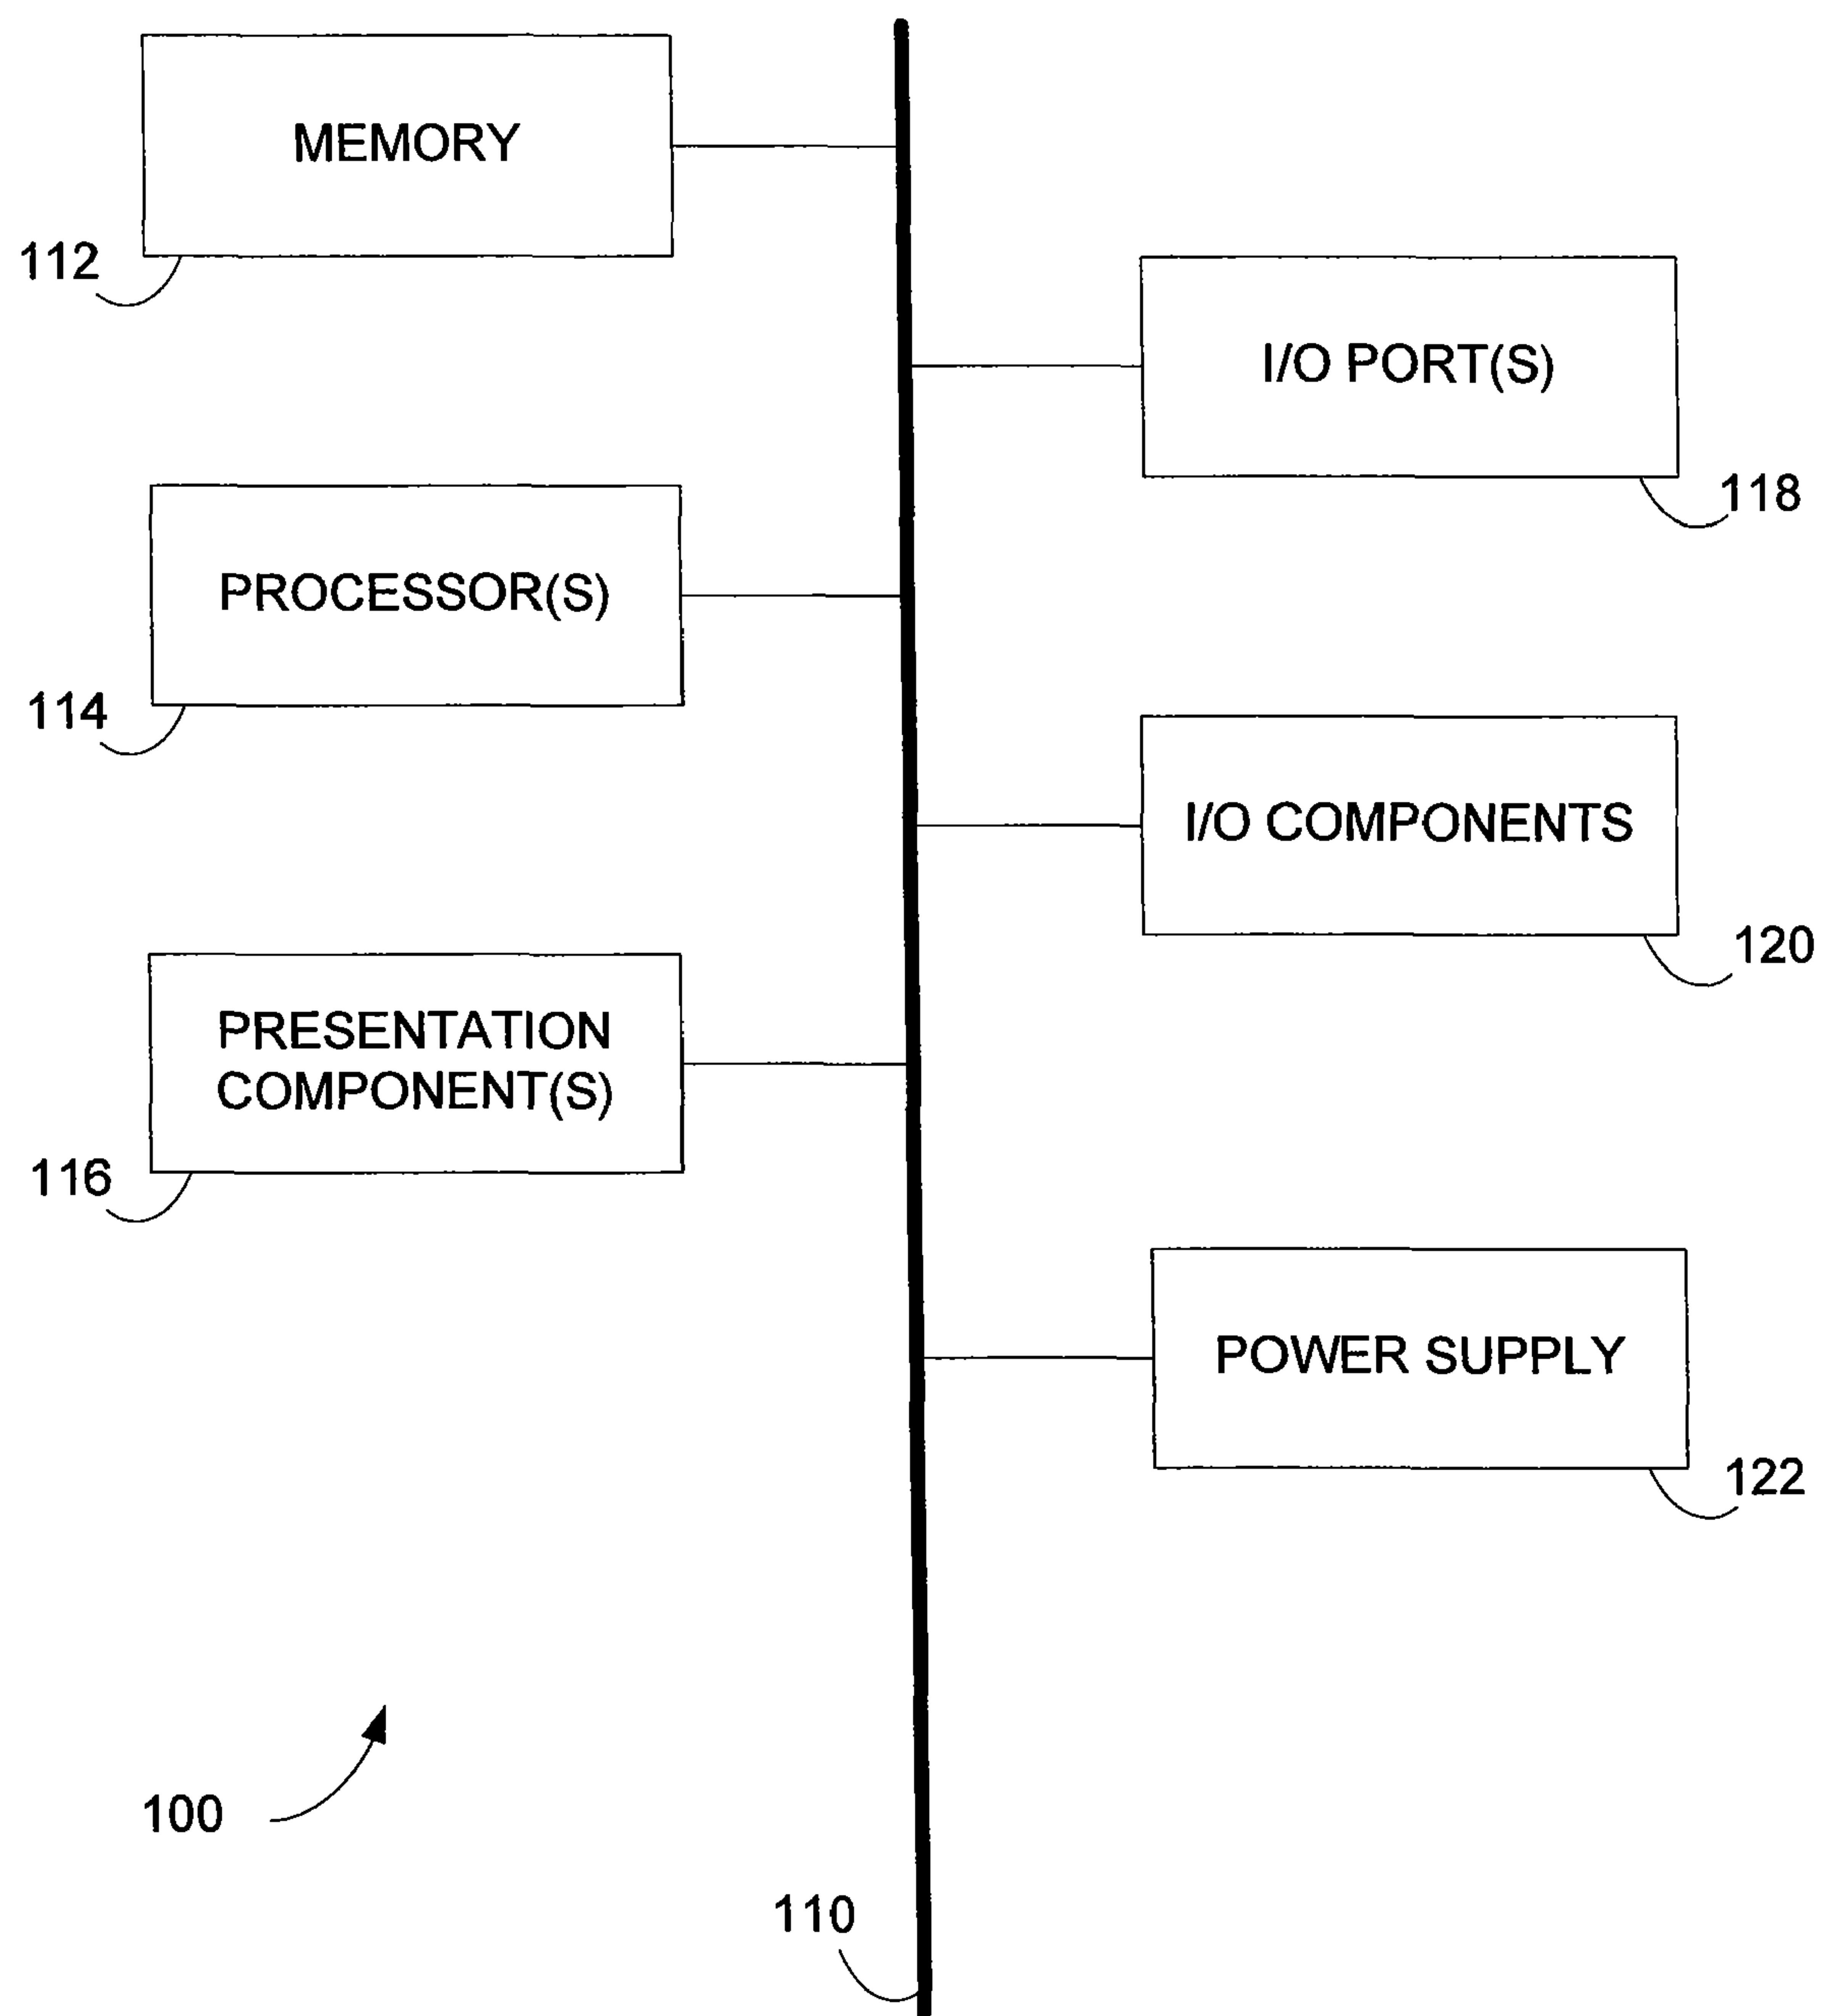 MEMORY
112
I/O PORT(S)
118
PROCESSOR(S)
114
I/O COMPONENTS
120
PRESENTATION
COMPONENT(S)
116
POWER SUPPLY
122
100
110